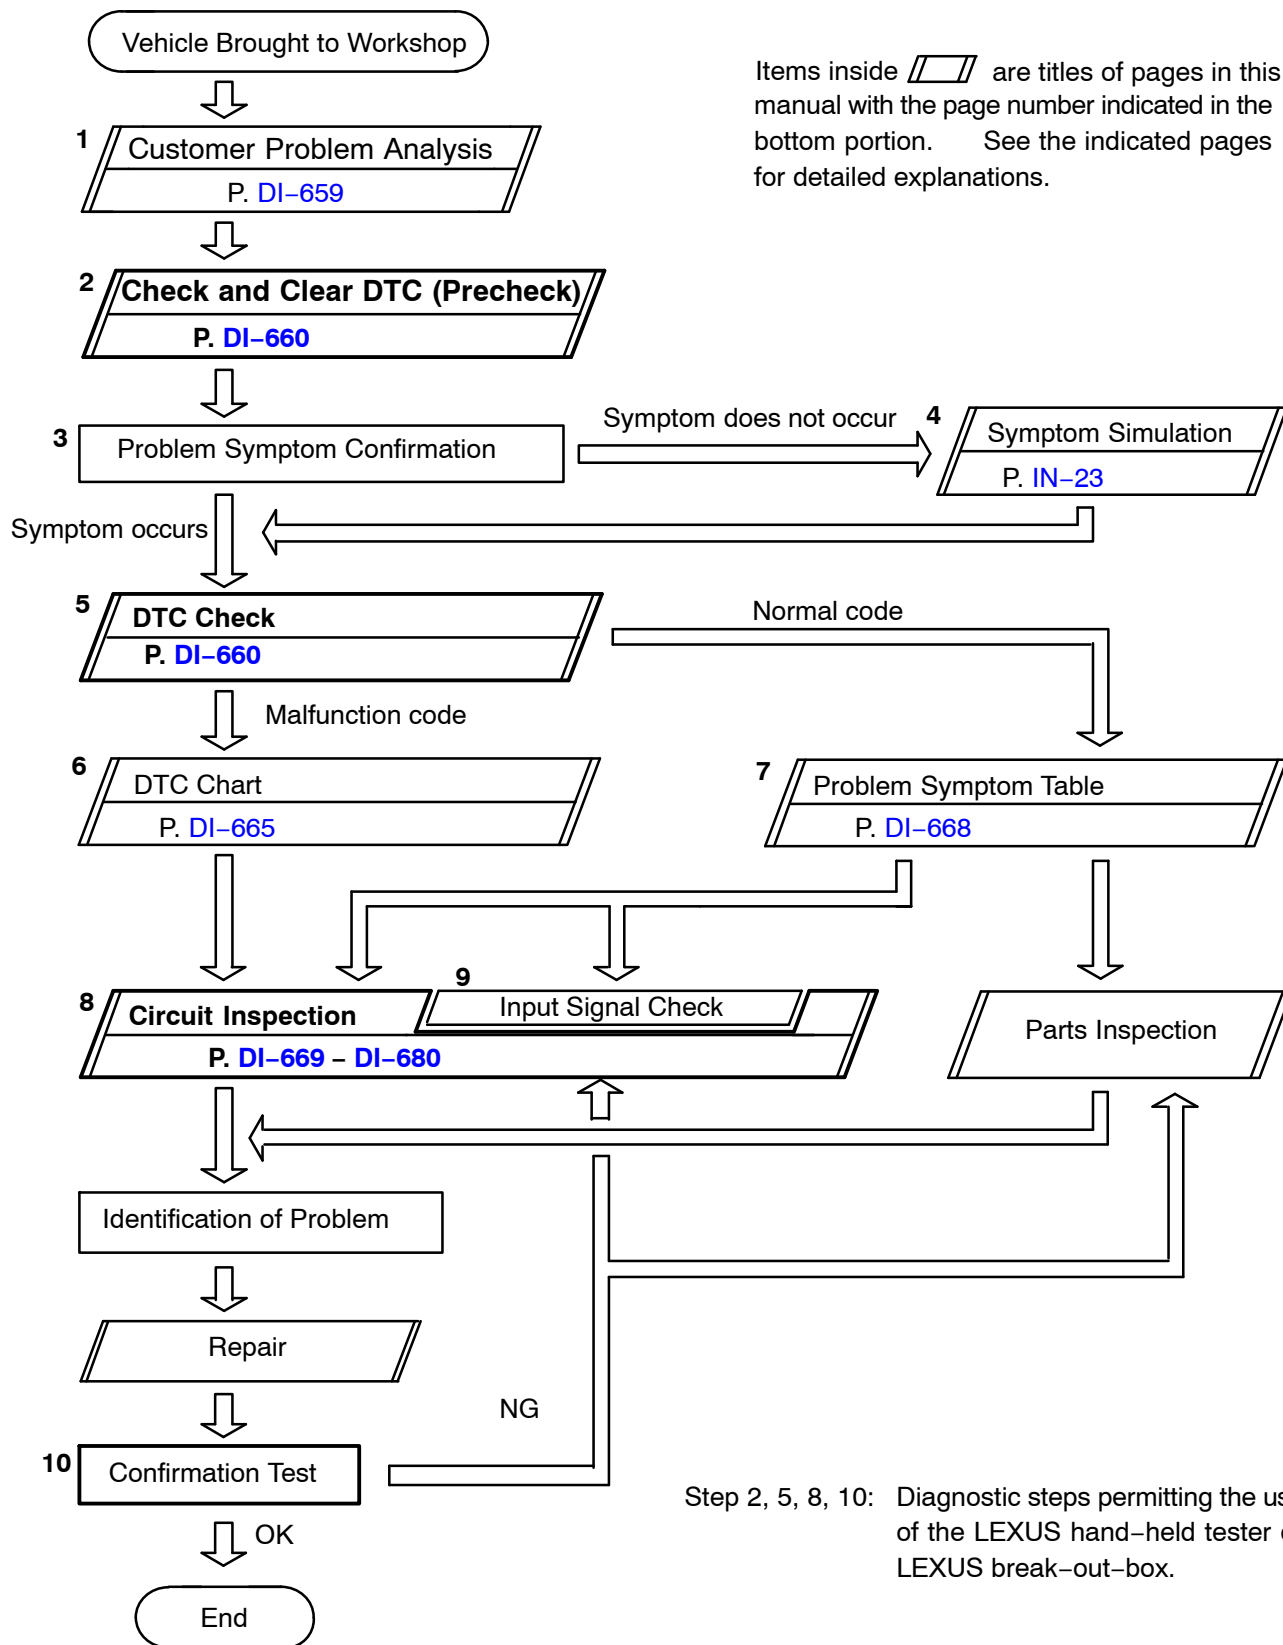 Vehicle Brought to Workshop
Items inside are titles of pages in this
manual with the page number indicated in the
bottom portion. See the indicated pages
for detailed explanations.
1
Customer Problem Analysis
P. DI−659
2
Check and Clear DTC (Precheck)
P. DI−660
3
Problem Symptom Confirmation
Symptom does not occur
4
Symptom Simulation
P. IN−23
Symptom occurs
5
DTC Check
P. DI−660
Normal code
Malfunction code
6
DTC Chart
P. DI−665
7
Problem Symptom Table
P. DI−668
8
Circuit Inspection
P. DI−669 − DI−680
9
Input Signal Check
Parts Inspection
Identification of Problem
Repair
NG
10
Confirmation Test
OK
End
Step 2, 5, 8, 10: Diagnostic steps permitting the
of the LEXUS hand−held tester
LEXUS break−out−box.